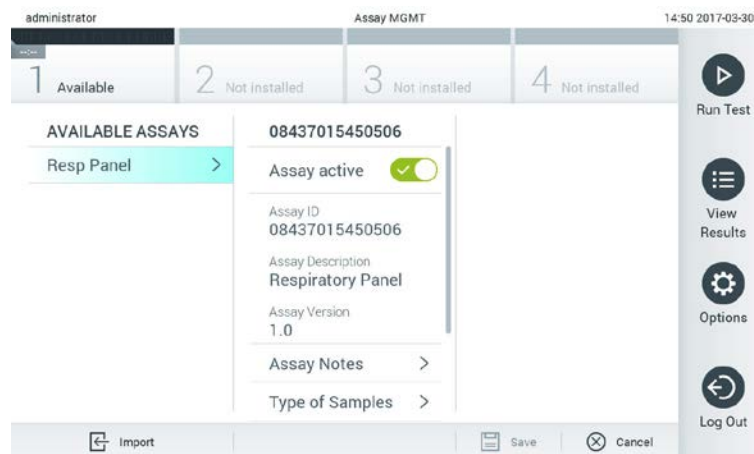 administrator Assay MGMT 14:50 2017-03-30
--:--
1 Available 2 Not installed 3 Not installed 4 Not installed
Run Test
AVAILABLE ASSAYS 08437015450506
Resp Panel > Assay active
View
Results
Assay ID
08437015450506
Assay Description
Respiratory Panel
Options
Assay Version
1.0
Assay Notes >
Type of Samples >
Log Out
Import Save Cancel